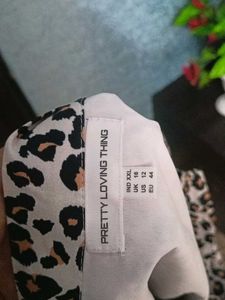 PRETTY LOVING THING
IND XXL
UK 16
US 12
EU 44